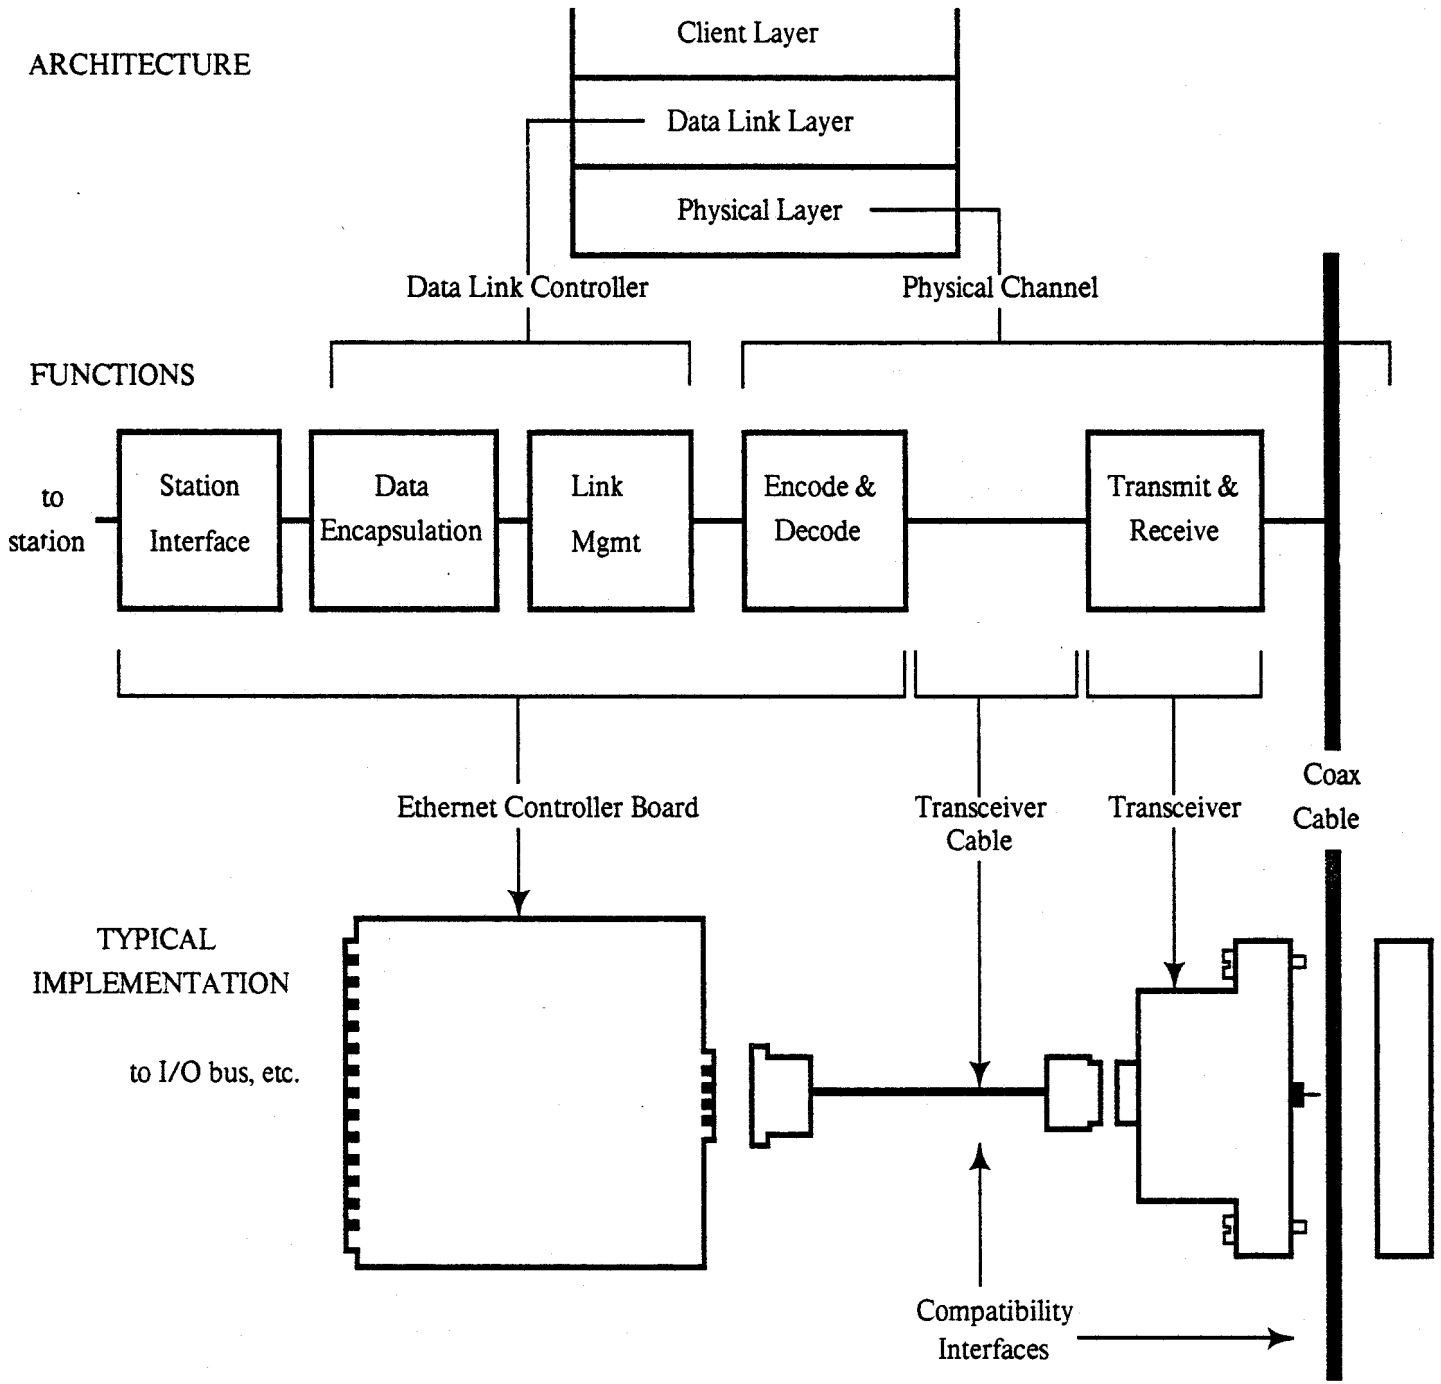 Client Layer
ARCHITECTURE
Data Link Layer
Physical Layer
Data Link Controller
Physical Channel
FUNCTIONS
to
station
Station
Interface
Data
Encapsulation
Link
Mgmt
Encode &
Decode
Transmit &
Receive
Coax
Cable
Ethernet Controller Board
Transceiver
Cable
Transceiver
TYPICAL
IMPLEMENTATION
to I/O bus, etc.
Compatibility
Interfaces